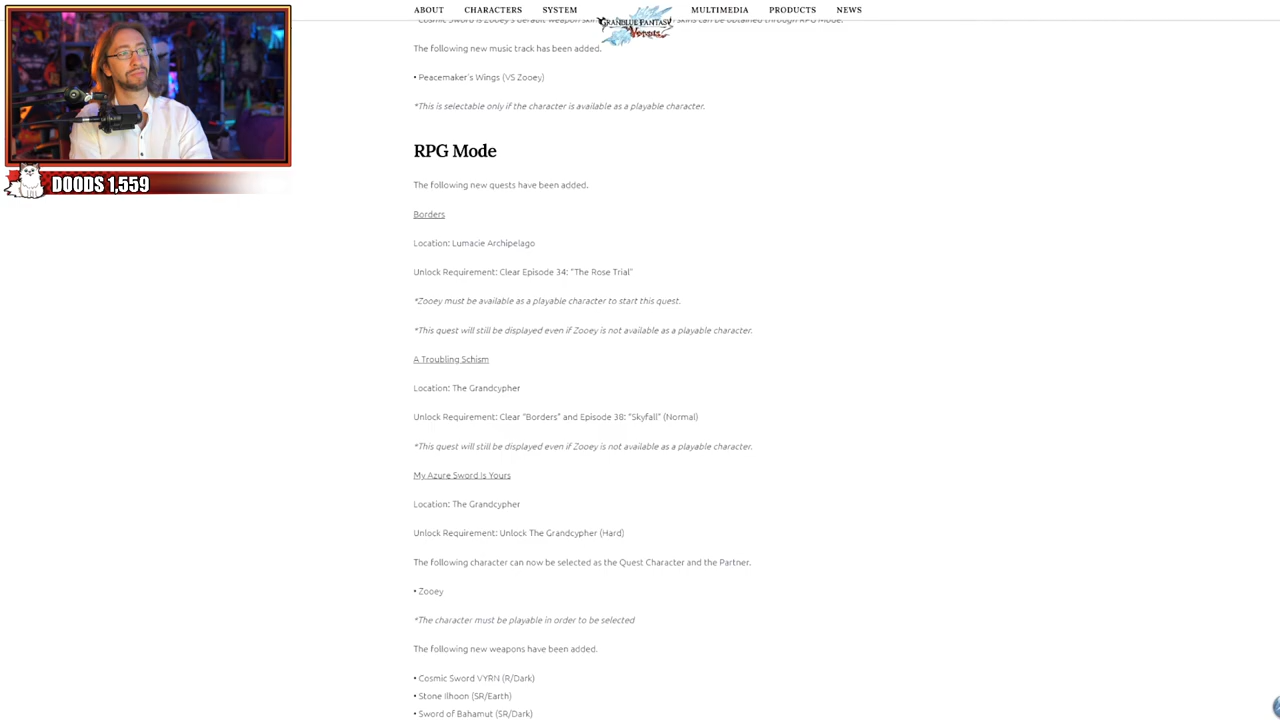 ABOUT CHARACTERS SYSTEM GRANBLUE FANTASY Versus MULTIMEDIA PRODUCTS NEWS
*Cosmic Sword is Zooey's default weapon skin. skins can be obtained through RPG Mode.
The following new music track has been added.
• Peacemaker's Wings (VS Zooey)
*This is selectable only if the character is available as a playable character.
RPG Mode
DOODS 1,559
The following new quests have been added.
Borders
Location: Lumacie Archipelago
Unlock Requirement: Clear Episode 34: "The Rose Trial"
*Zooey must be available as a playable character to start this quest.
*This quest will still be displayed even if Zooey is not available as a playable character.
A Troubling Schism
Location: The Grandcypher
Unlock Requirement: Clear "Borders" and Episode 38: "Skyfall" (Normal)
*This quest will still be displayed even if Zooey is not available as a playable character.
My Azure Sword Is Yours
Location: The Grandcypher
Unlock Requirement: Unlock The Grandcypher (Hard)
The following character can now be selected as the Quest Character and the Partner.
• Zooey
*The character must be playable in order to be selected
The following new weapons have been added.
• Cosmic Sword VYRN (R/Dark)
• Stone Ilhoon (SR/Earth)
• Sword of Bahamut (SR/Dark)